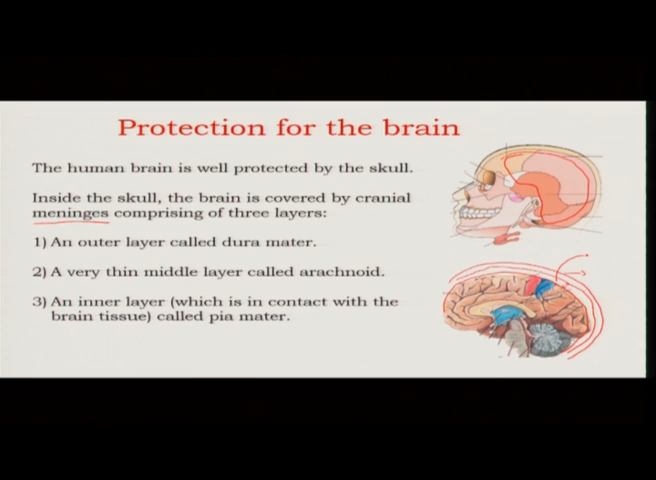 Protection for the brain
The human brain is well protected by the skull.
Inside the skull, the brain is covered by cranial
meninges comprising of three layers:
1) An outer layer called dura mater.
2) A very thin middle layer called arachnoid.
3) An inner layer (which is in contact with the
brain tissue) called pia mater.